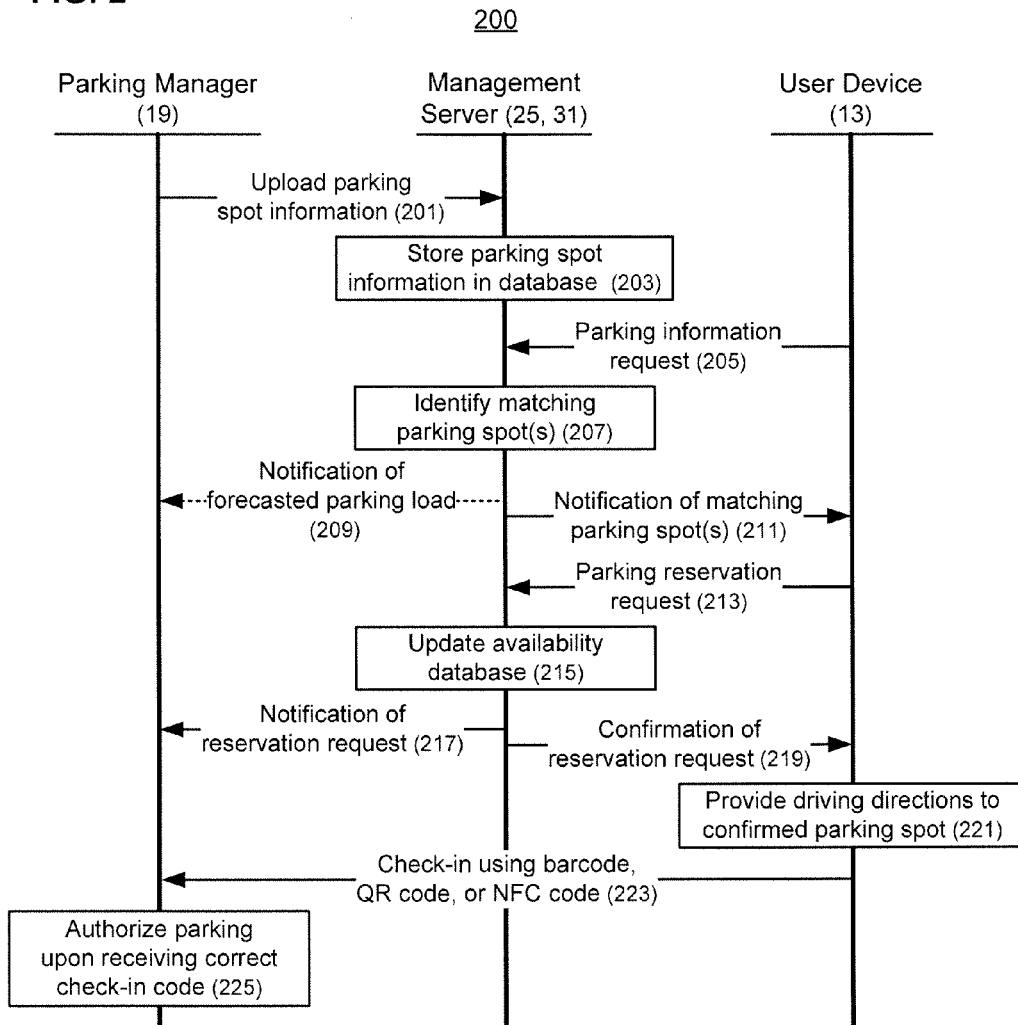 200
Parking Manager
(19)
Management
Server (25, 31)
User Device
(13)
Upload parking
spot information (201)
Store parking spot
information in database (203)
Parking information
request (205)
Identify matching
parking spot(s) (207)
Notification of
forecasted parking load
(209)
Notification of matching
parking spot(s) (211)
Parking reservation
request (213)
Update availability
database (215)
Notification of
reservation request (217)
Confirmation of
reservation request (219)
Provide driving directions to
confirmed parking spot (221)
Check-in using barcode,
QR code, or NFC code (223)
Authorize parking
upon receiving correct
check-in code (225)